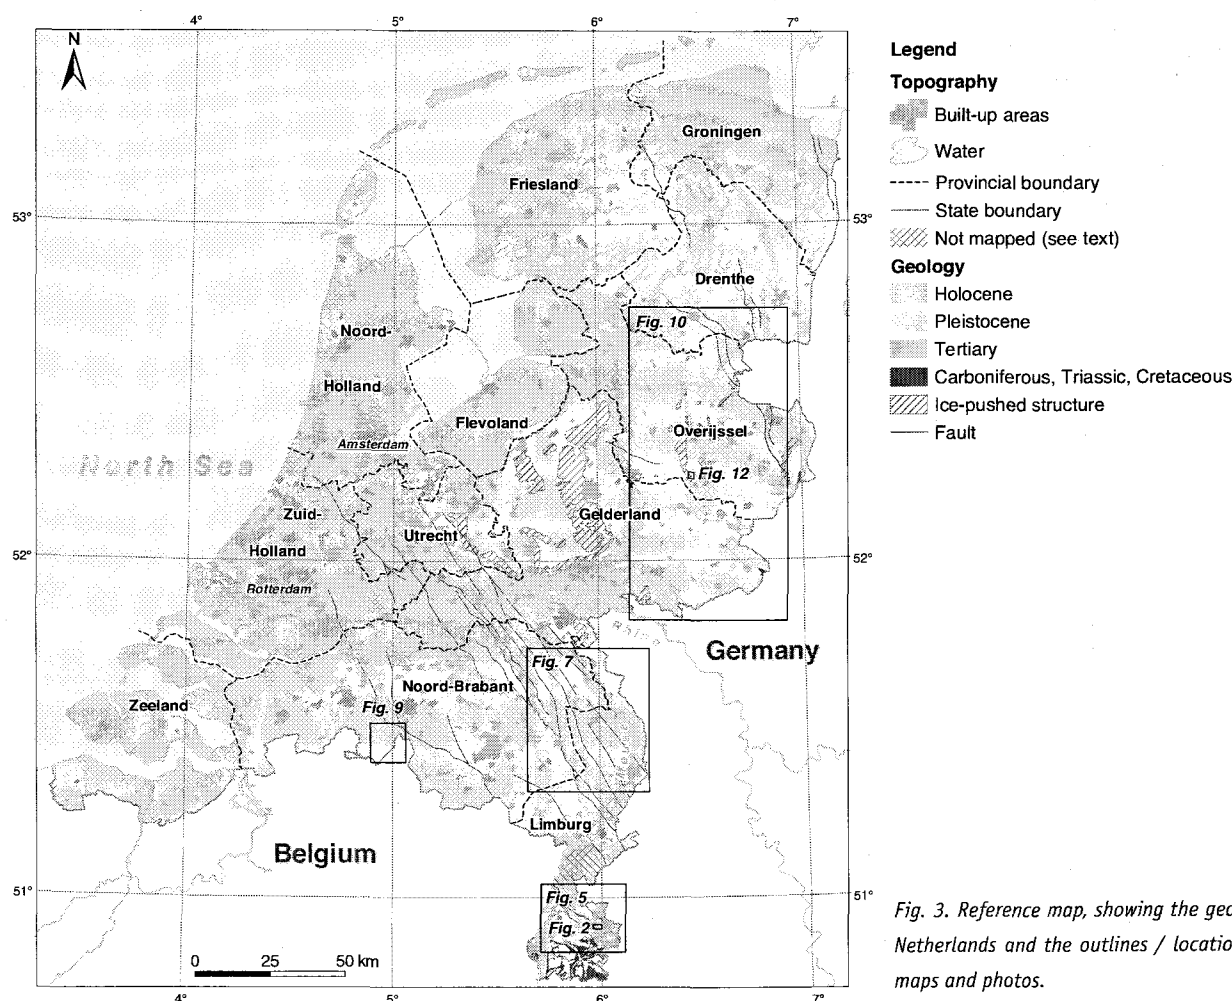 4° 5° 6° 7°
N
Groningen
Friesland
53° 53°
Drenthe
Noord-
Fig. 10
Holland
Flevoland
Overijssel
Amsterdam
North Sea
Fig. 12
Zuid-
Gelderland
Utrecht
Holland
52° 52°
Rotterdam
Rhine
Germany
Fig. 7
Noord-Brabant
Zeeland
Fig. 9
Limburg
Belgium
51° 51°
Fig. 5
Fig. 2
0 25 50 km
4° 5° 6° 7°
Legend
Topography
Built-up areas
Water
Provincial boundary
State boundary
Not mapped (see text)
Geology
Holocene
Pleistocene
Tertiary
Carboniferous, Triassic, Cretaceous
Ice-pushed structure
Fault
Fig. 3. Reference map, showing the geo
Netherlands and the outlines / locatio
maps and photos.